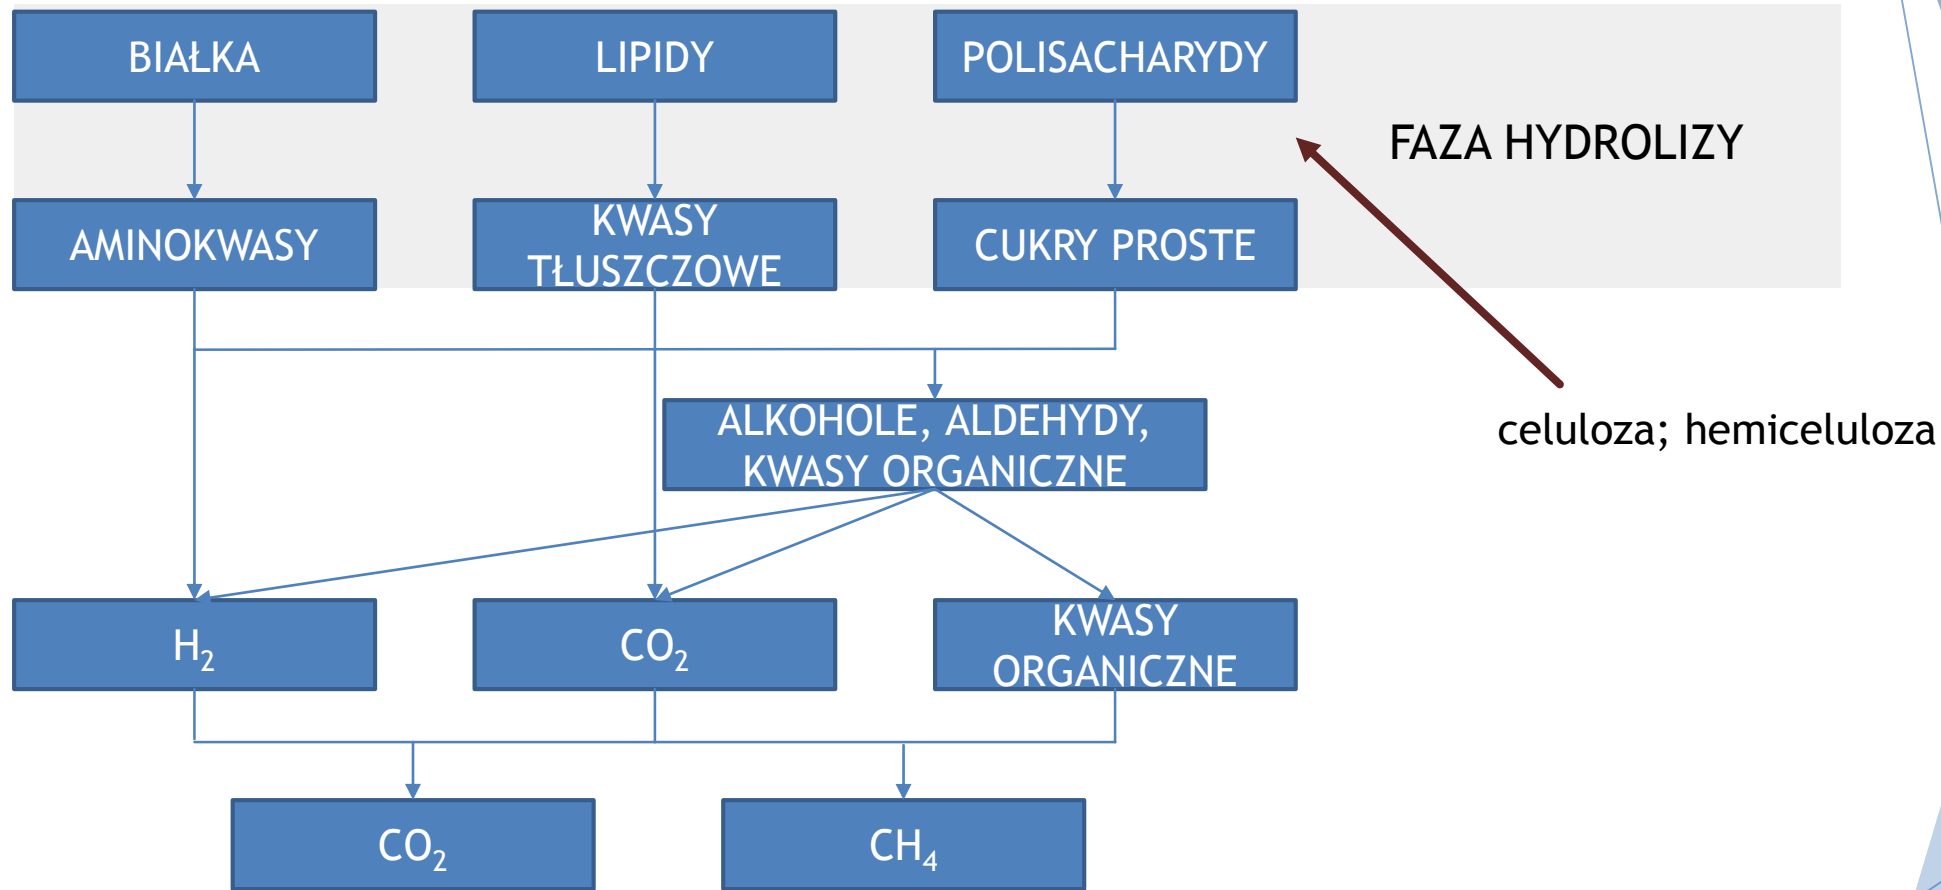 BIAŁKA
LIPIDY
POLISACHARYDY
FAZA HYDROLIZY
AMINOKWASY
KWASY
TŁUSZCZOWE
CUKRY PROSTE
ALKOHOLE, ALDEHYDY,
KWASY ORGANICZNE
celuloza; hemiceluloza
H₂
CO₂
KWASY
ORGANICZNE
CO₂
CH₄